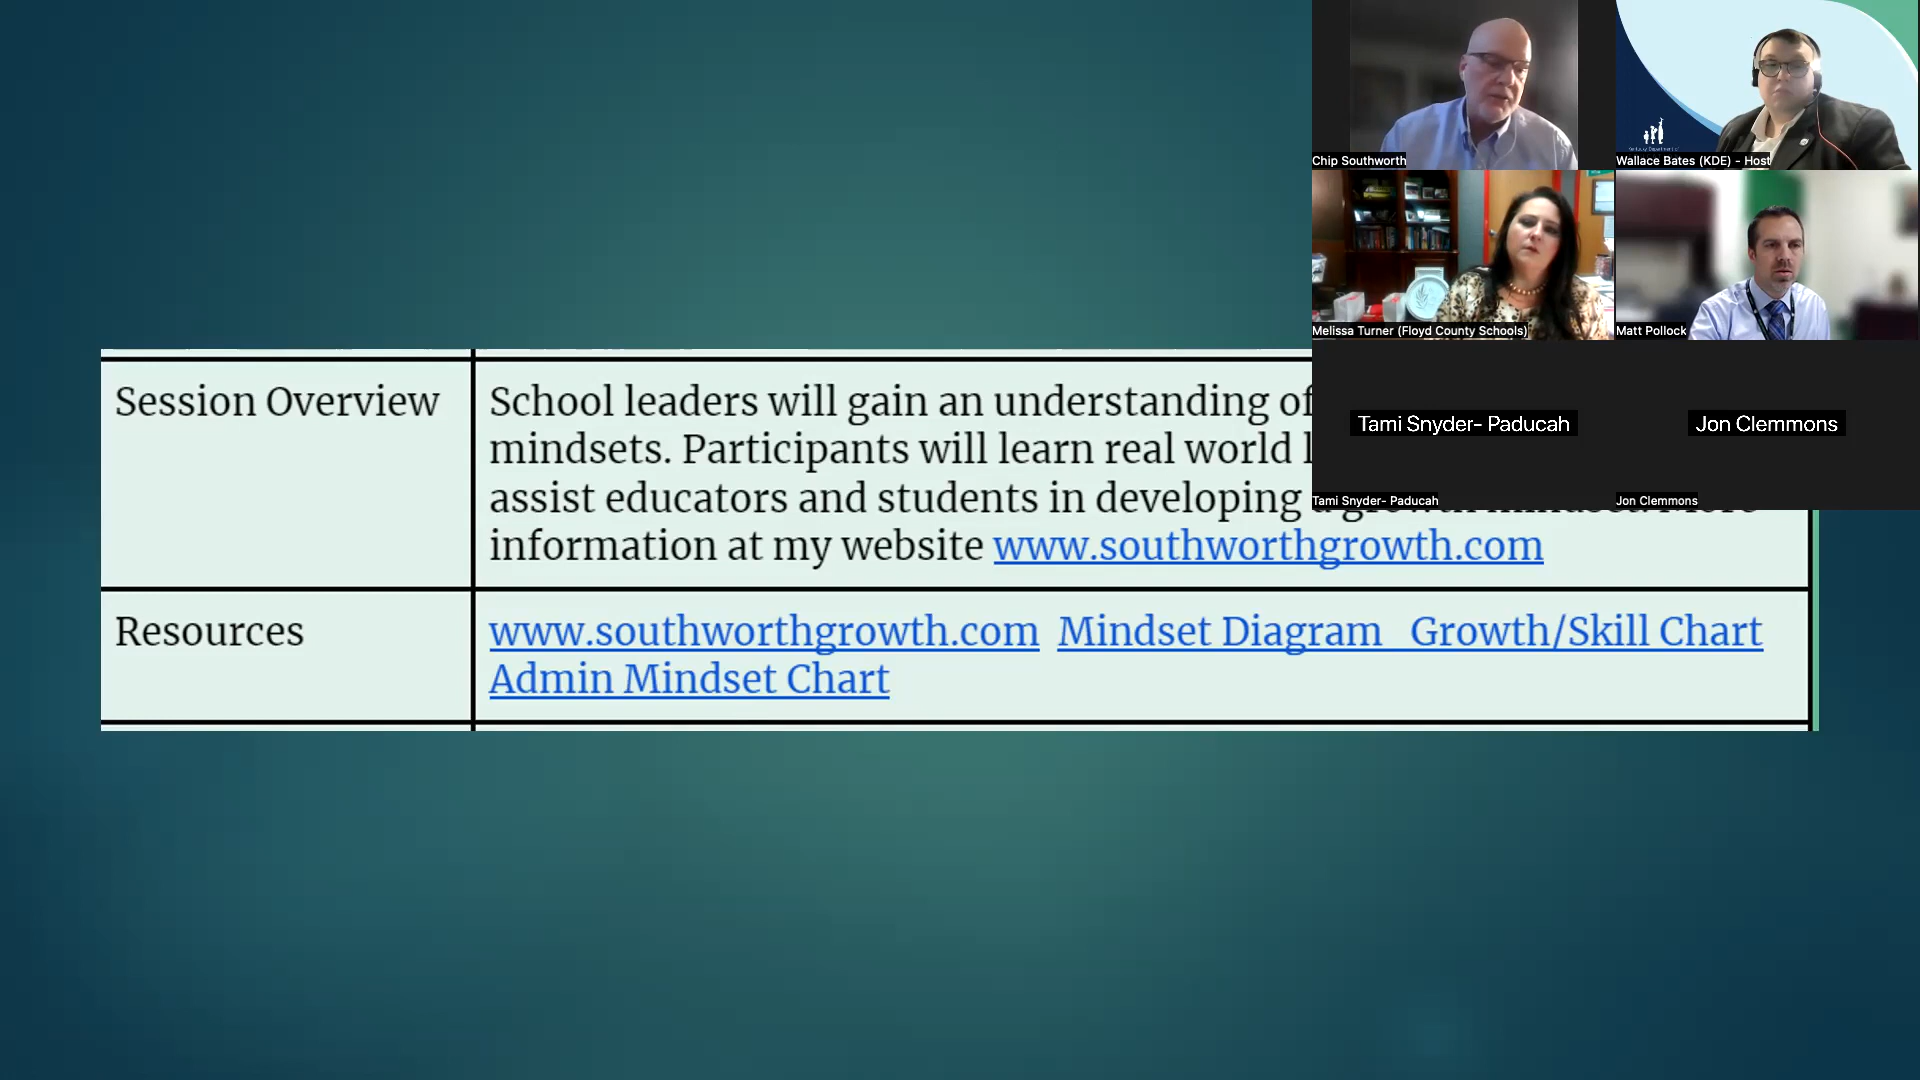 Session Overview
School leaders will gain an understanding of
mindsets. Participants will learn real world
assist educators and students in developing
information at my website www.southworthgrowth.com
Resources
www.southworthgrowth.com Mindset Diagram Growth/Skill Chart
Admin Mindset Chart
Chip Southworth
Wallace Bates (KDE) - Host
Melissa Turner (Floyd County Schools)
Matt Pollock
Tami Snyder- Paducah
Jon Clemmons
Tami Snyder- Paducah
Jon Clemmons